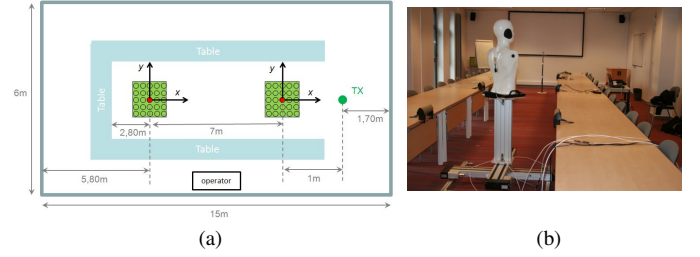 Table
6m
Table
y
x
y
x
TX
2,80m
7m
1,70m
Table
5,80m
operator
1m
15m
(a)
(b)